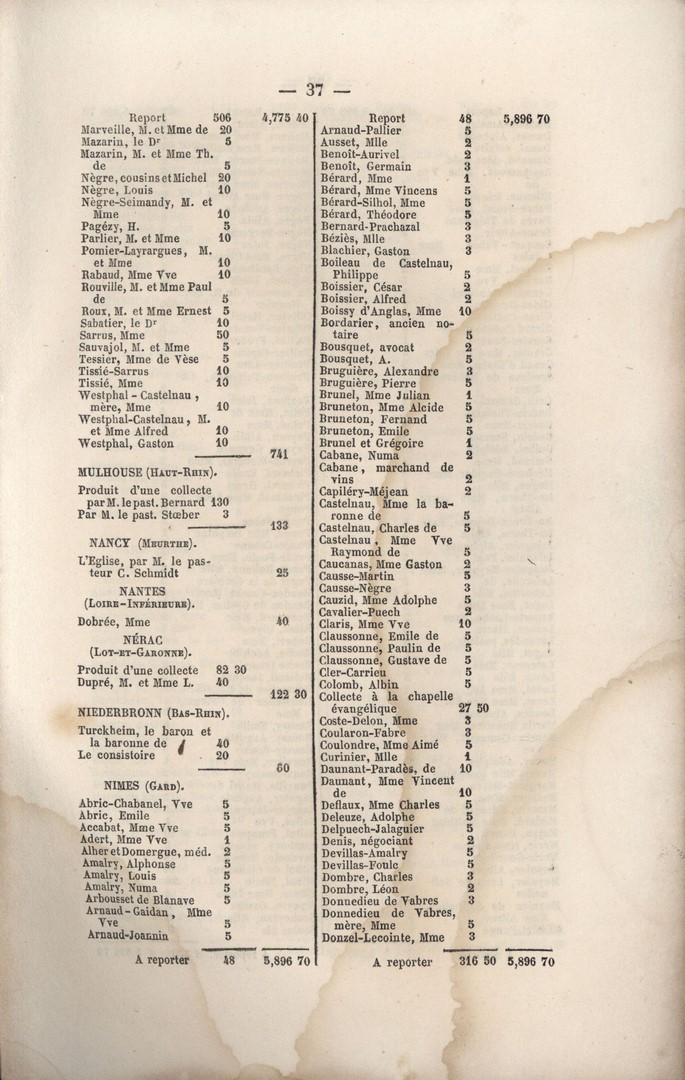 — 37 —
Report 506 4,775 40
Marveille, M. et Mme de 20
Mazarin, le Dr 5
Mazarin, M. et Mme Th.
de 5
Nègre, cousins et Michel 20
Nègre, Louis 10
Nègre-Seimandy, M. et
Mme 10
Pagézy, H. 5
Parlier, M. et Mme 10
Pomier-Layrargues, M.
et Mme 10
Rabaud, Mme Vve 10
Rouville, M. et Mme Paul
de 5
Roux, M. et Mme Ernest 5
Sabatier, le Dr 10
Sarrus, Mme 50
Sauvajol, M. et Mme 5
Tessier, Mme de Vèse 5
Tissié-Sarrus 10
Tissié, Mme 10
Westphal-Castelnau,
mère, Mme 10
Westphal-Castelnau, M.
et Mme Alfred 10
Westphal, Gaston 10
741
MULHOUSE (HAUT-RHIN).
Produit d'une collecte
par M. le past. Bernard 130
Par M. le past. Stœber 3
133
NANCY (MEURTHE).
L'Eglise, par M. le pas-
teur C. Schmidt 25
NANTES
(LOIRE-INFÉRIEURE).
Dobrée, Mme 40
NÉRAC
(LOT-ET-GARONNE).
Produit d'une collecte 82 30
Dupré, M. et Mme L. 40
122 30
NIEDERBRONN (BAS-RHIN).
Turckheim, le baron et
la baronne de 40
Le consistoire 20
60
NIMES (GARD).
Abric-Chabanel, Vve 5
Abric, Emile 5
Accabat, Mme Vve 5
Adert, Mme Vve 1
Alher et Domergue, méd. 2
Amalry, Alphonse 5
Amalry, Louis 5
Amalry, Numa 5
Arbousset de Blanave 5
Arnaud-Gaidan, Mme
Vve 5
Arnaud-Joannin 5
A reporter 48 5,896 70
Report 48 5,896 70
Arnaud-Pallier 5
Ausset, Mlle 2
Benoît-Aurivel 2
Benoît, Germain 3
Bérard, Mme 1
Bérard, Mme Vincens 5
Bérard-Silhol, Mme 5
Bérard, Théodore 5
Bernard-Prachazal 3
Béziès, Mlle 3
Blachier, Gaston 3
Boileau de Castelnau,
Philippe 5
Boissier, César 2
Boissier, Alfred 2
Boissy d'Anglas, Mme 10
Bordarier, ancien no-
taire 5
Bousquet, avocat 2
Bousquet, A. 5
Bruguière, Alexandre 3
Bruguière, Pierre 5
Brunel, Mme Julian 1
Bruneton, Mme Alcide 5
Bruneton, Fernand 5
Bruneton, Emile 5
Brunel et Grégoire 1
Cabane, Numa 2
Cabane, marchand de
vins 2
Capiléry-Méjean 2
Castelnau, Mme la ba-
ronne de 5
Castelnau, Charles de 5
Castelnau, Mme Vve
Raymond de 5
Caucanas, Mme Gaston 2
Causse-Martin 5
Causse-Nègre 3
Cauzid, Mme Adolphe 5
Cavalier-Puech 2
Claris, Mme Vve 10
Claussonne, Emile de 5
Claussonne, Paulin de 5
Claussonne, Gustave de 5
Cler-Carrieu 5
Colomb, Albin 5
Collecte à la chapelle
évangélique 27 50
Coste-Delon, Mme 3
Coularon-Fabre 3
Coulondre, Mme Aimé 5
Curinier, Mlle 1
Daunant-Paradès, de 10
Daunant, Mme Vincent
de 10
Deflaux, Mme Charles 5
Deleuze, Adolphe 5
Delpuech-Jalaguier 5
Denis, négociant 2
Devillas-Amalry 5
Devillas-Foulc 5
Dombre, Charles 3
Dombre, Léon 2
Donnedieu de Vabres 3
Donnedieu de Vabres,
mère, Mme 5
Donzel-Lecointe, Mme 3
A reporter 316 50 5,896 70